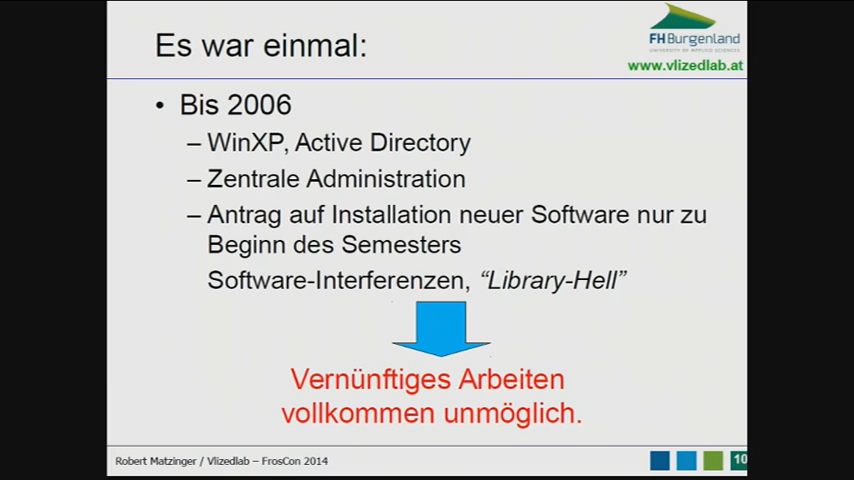 Es war einmal:
FHBurgenland
UNIVERSITY OF APPLIED SCIENCES
www.vlizedlab.at
• Bis 2006
– WinXP, Active Directory
– Zentrale Administration
– Antrag auf Installation neuer Software nur zu
Beginn des Semesters
Software-Interferenzen, “Library-Hell”
Vernünftiges Arbeiten
vollkommen unmöglich.
Robert Matzinger / Vlizedlab – FrosCon 2014
10